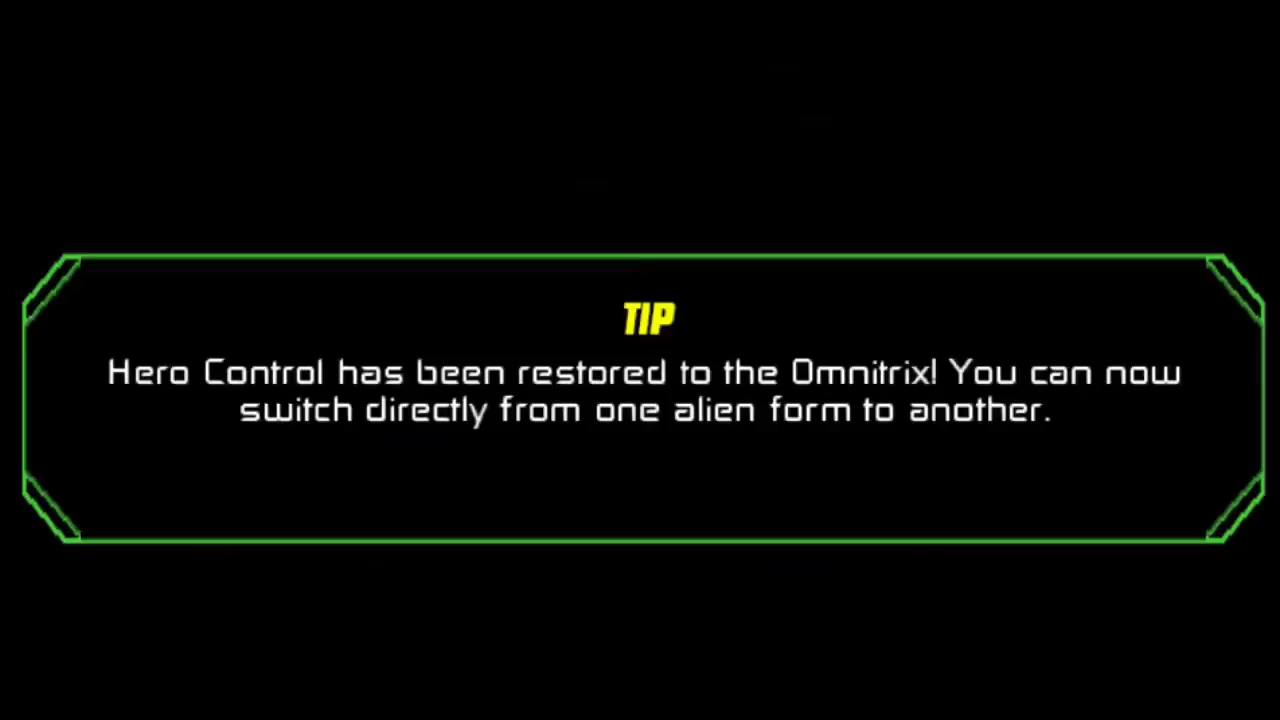 TIP
Hero Control has been restored to the Omnitrix! You can now
switch directly from one alien form to another.